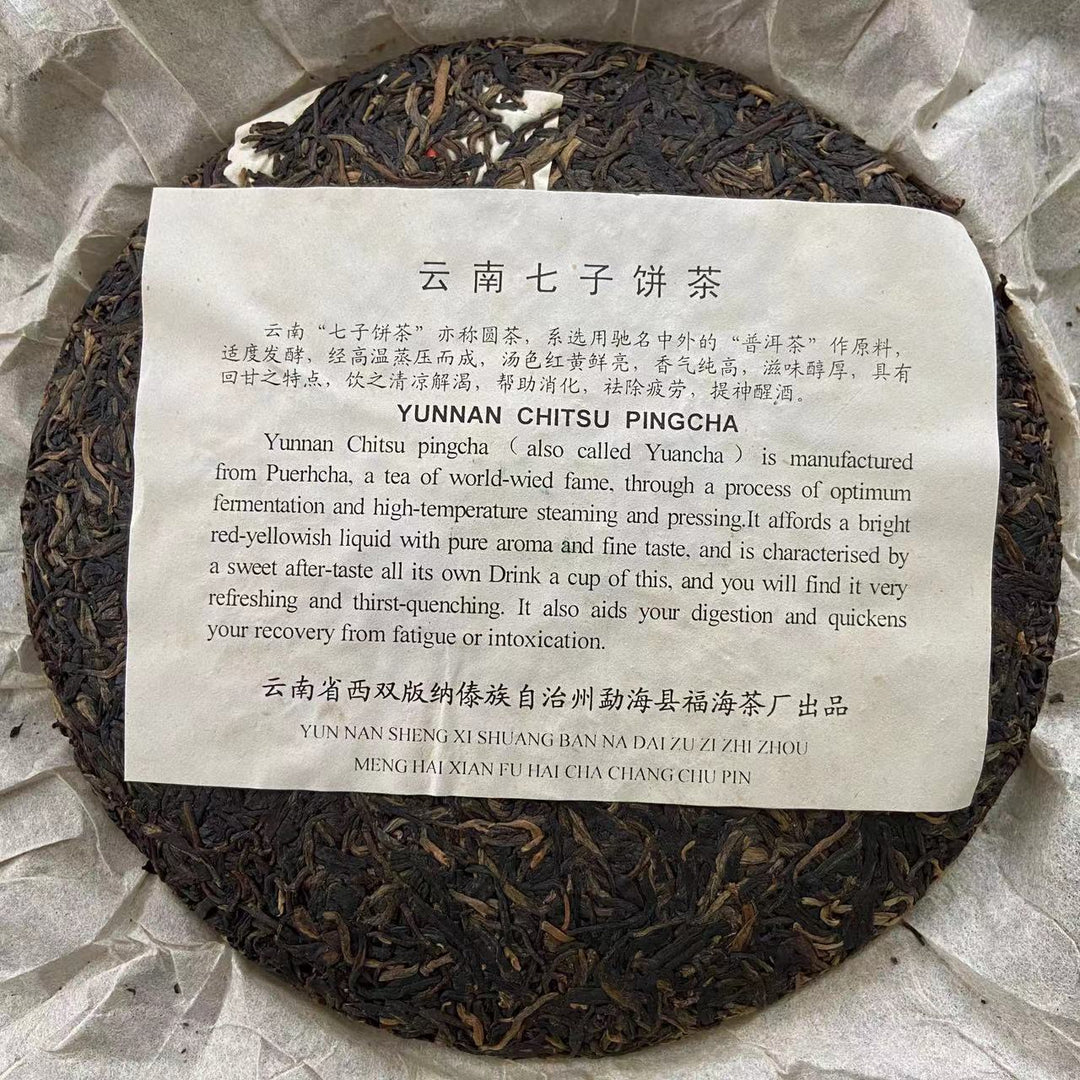 云南七子饼茶
云南“七子饼茶”亦称圆茶，系选用驰名中外的“普洱茶”作原料，
适度发酵，经高温蒸压而成，汤色红黄鲜亮，香气纯高，滋味醇厚，具有
回甘之特点，饮之清凉解渴，帮助消化，祛除疲劳，提神醒酒。
YUNNAN CHITSU PINGCHA
Yunnan Chitsu pingcha （also called Yuancha）is manufactured
from Puerhcha, a tea of world-wied fame, through a process of optimum
fermentation and high-temperature steaming and pressing.It affords a bright
red-yellowish liquid with pure aroma and fine taste, and is characterised by
a sweet after-taste all its own Drink a cup of this, and you will find it very
refreshing and thirst-quenching. It also aids your digestion and quickens
your recovery from fatigue or intoxication.
云南省西双版纳傣族自治州勐海县福海茶厂出品
YUN NAN SHENG XI SHUANG BAN NA DAI ZU ZI ZHI ZHOU
MENG HAI XIAN FU HAI CHA CHANG CHU PIN